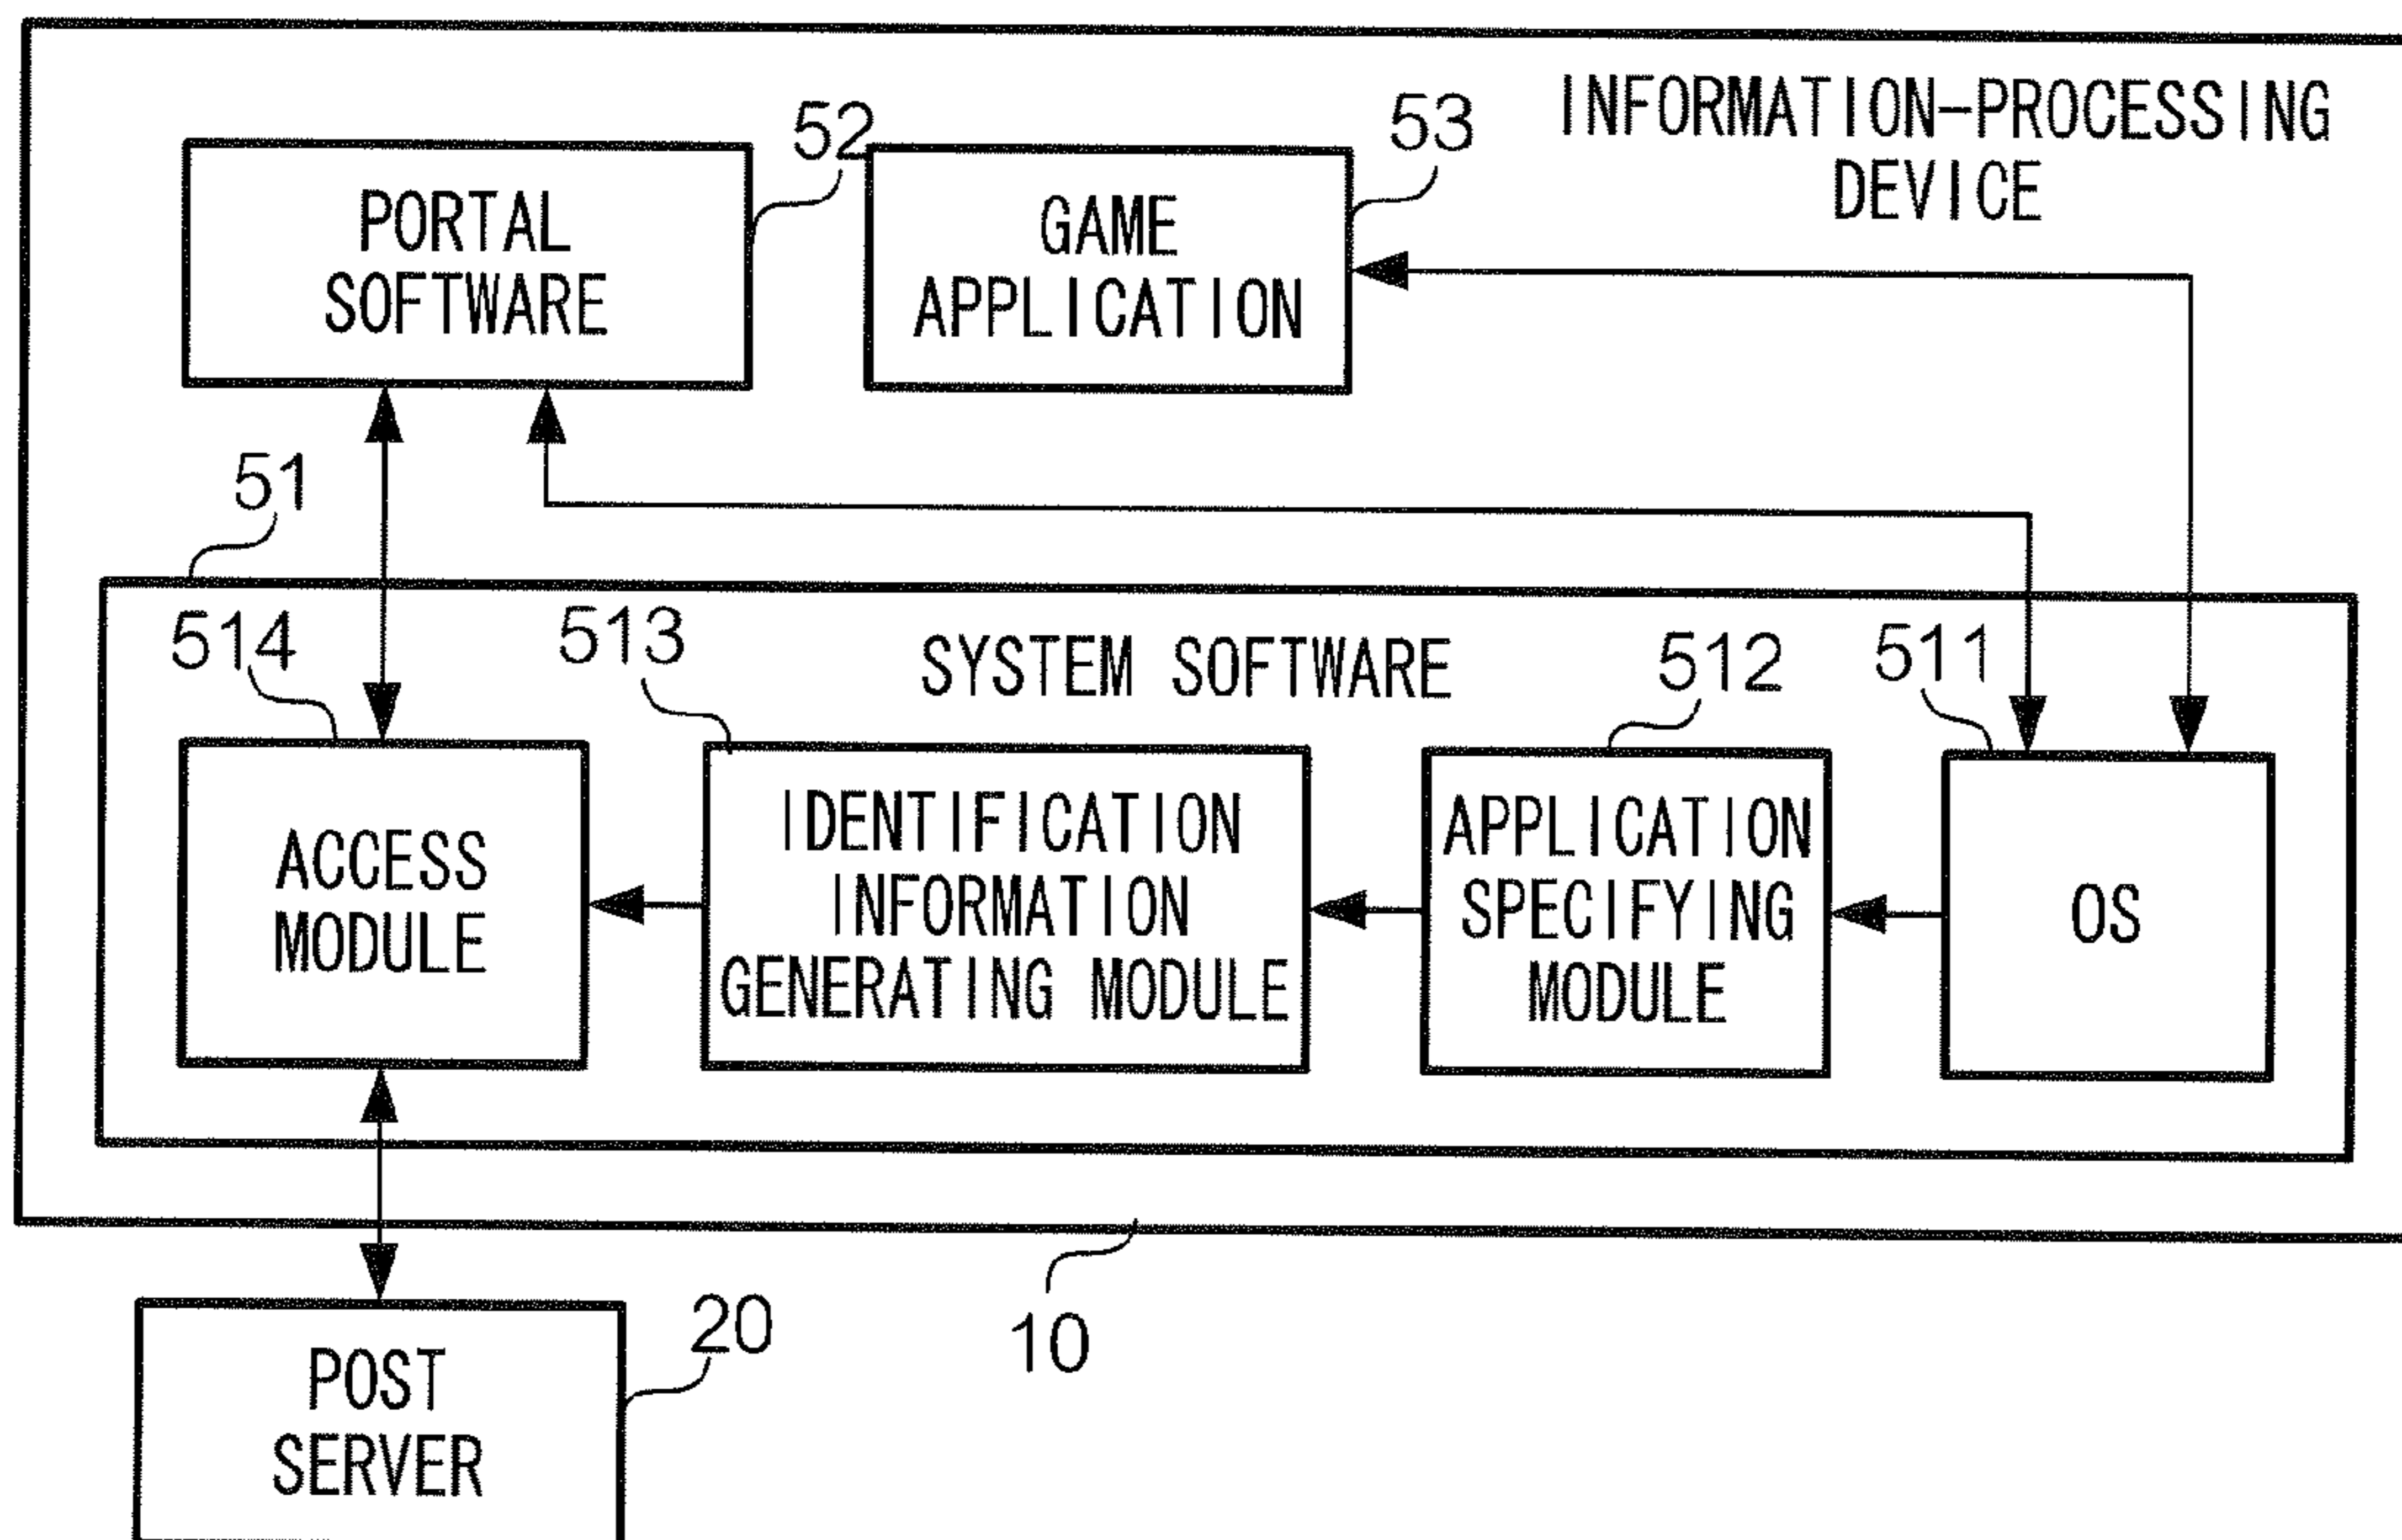 INFORMATION-PROCESSING
DEVICE
52
53
PORTAL
SOFTWARE
GAME
APPLICATION
51
514
513
SYSTEM SOFTWARE
512
511
ACCESS
MODULE
IDENTIFICATION
INFORMATION
GENERATING MODULE
APPLICATION
SPECIFYING
MODULE
OS
10
20
POST
SERVER